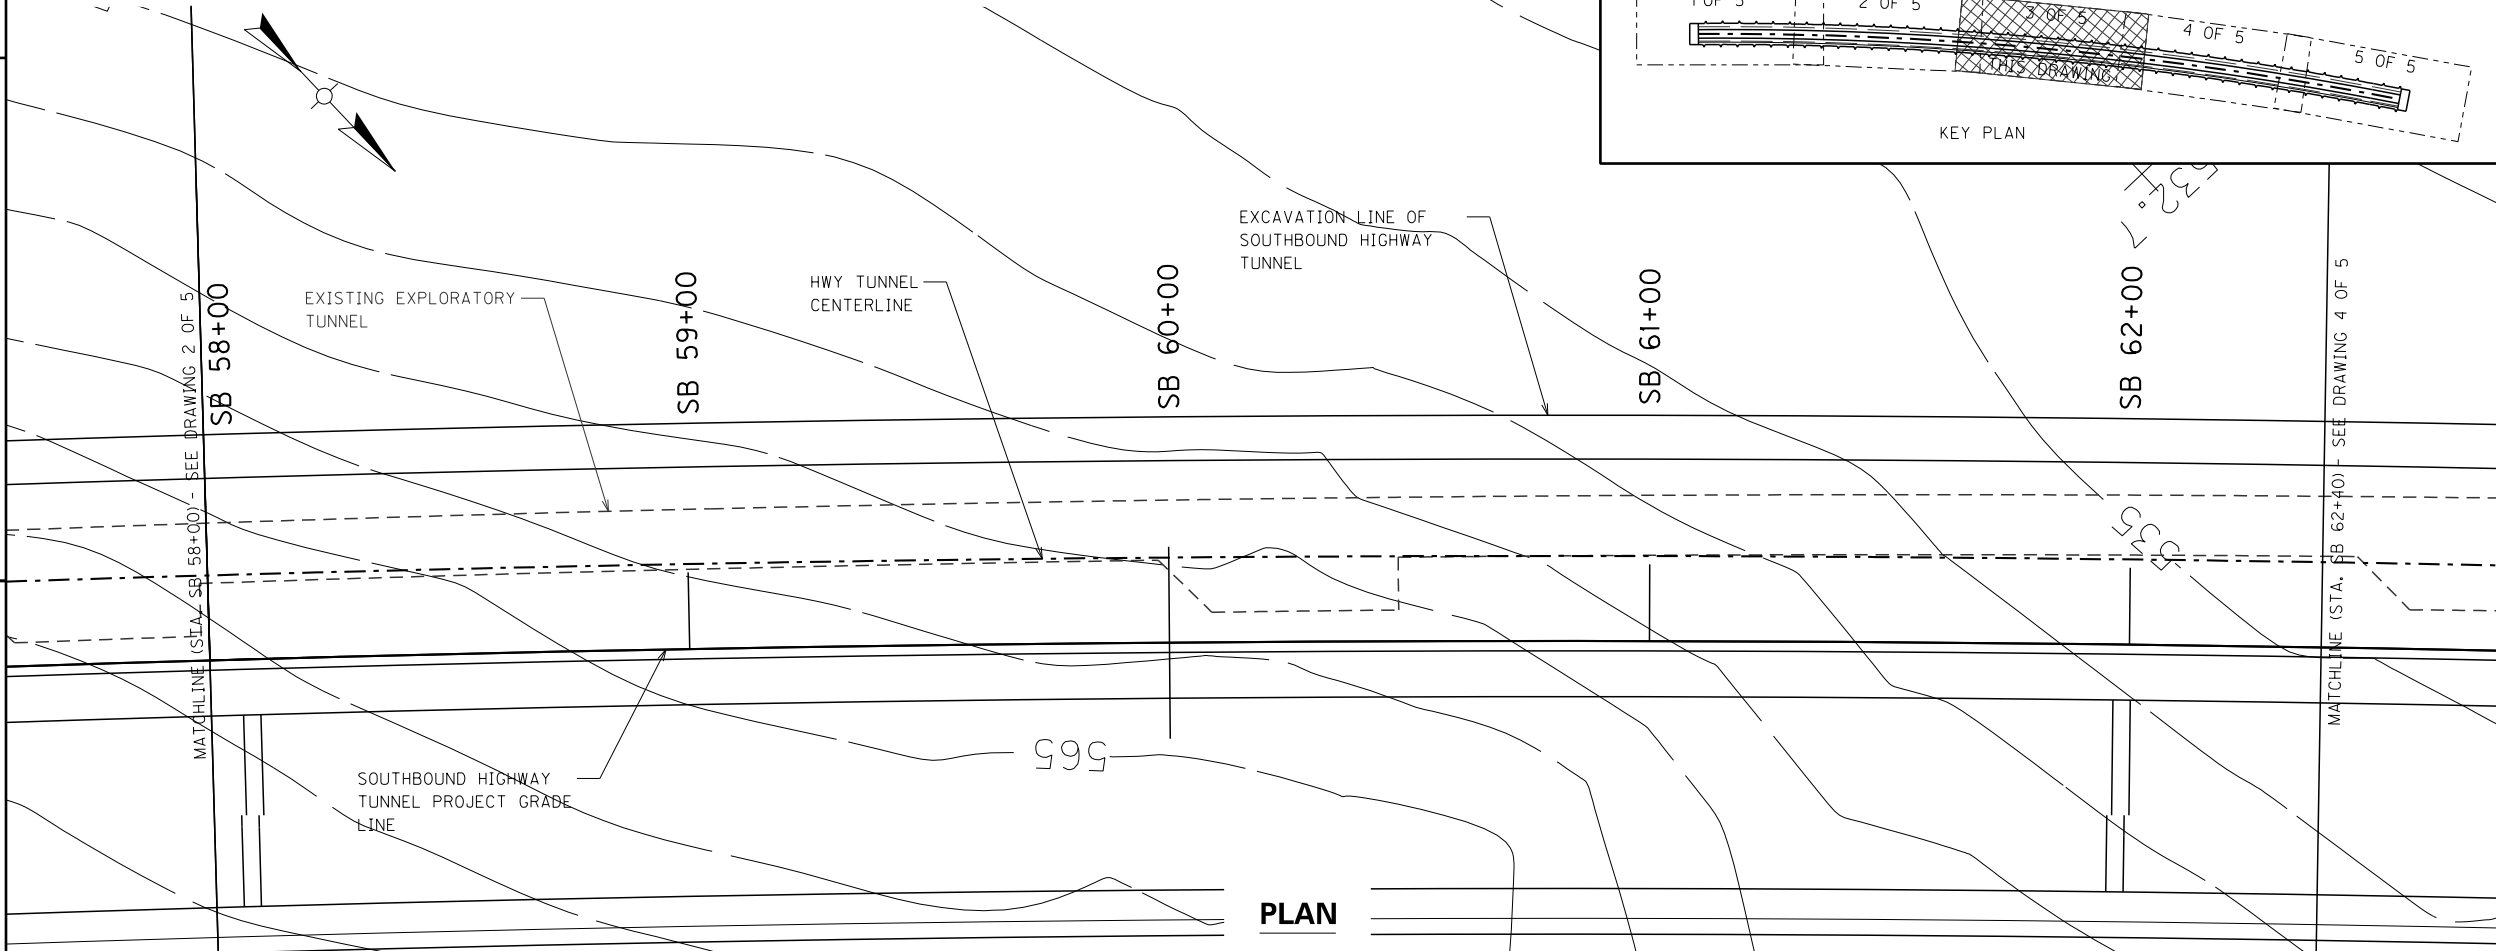 1 OF 5
2 OF 5
3 OF 5
4 OF 5
5 OF 5
THIS DRAWING
KEY PLAN
EXCAVATION LINE OF
SOUTHBOUND HIGHWAY
TUNNEL
HWY TUNNEL
CENTERLINE
EXISTING EXPLORATORY
TUNNEL
SB 58+00
SB 59+00
SB 60+00
SB 61+00
SB 62+00
MATCHLINE (STA. SB 58+00) - SEE DRAWING 2 OF 5
MATCHLINE (STA. SB 62+40) - SEE DRAWING 4 OF 5
535
565
SOUTHBOUND HIGHWAY
TUNNEL PROJECT GRADE
LINE
PLAN